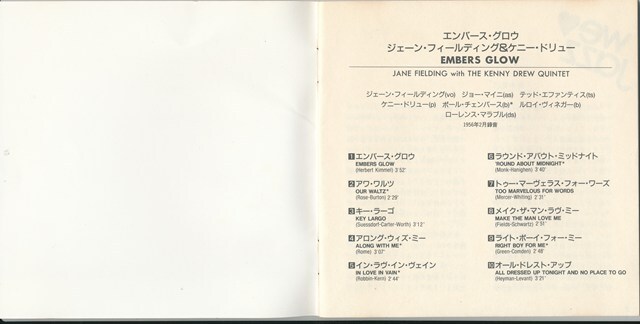 エンバース・グロウ
ジェーン・フィールディング&ケニー・ドリュー
EMBERS GLOW
JANE FIELDING with THE KENNY DREW QUINTET
ジェーン・フィールディング(vo) ジョー・マイニ(as) テッド・エファンティス(ts)
ケニー・ドリュー(p) ポール・チェンバース(b)* ルロイ・ヴィネガー(b)
ローレンス・マラブル(ds)
1956年2月録音
1 エンバース・グロウ
EMBERS GLOW
(Herbert Kimmel) 3'52"
2 アワ・ワルツ
OUR WALTZ*
(Rose-Burton) 2'28"
3 キー・ラーゴ
KEY LARGO
(Suessdorf-Carter-Worth) 3'12"
4 アロング・ウィズ・ミー
ALONG WITH ME*
(Rome) 3'07"
5 イン・ラヴ・イン・ヴェイン
IN LOVE IN VAIN*
(Robbin-Kern) 2'44"
6 ラウンド・アバウト・ミッドナイト
'ROUND ABOUT MIDNIGHT*
(Monk-Hanighen) 3'40"
7 トゥー・マーヴェラス・フォー・ワーズ
TOO MARVELOUS FOR WORDS
(Mercer-Whiting) 2'31"
8 メイク・ザ・マン・ラヴ・ミー
MAKE THE MAN LOVE ME
(Fields-Schwartz) 2'51"
9 ライト・ボーイ・フォー・ミー
RIGHT BOY FOR ME*
(Green-Comden) 2'48"
10 オール・ドレスト・アップ
ALL DRESSED UP TONIGHT AND NO PLACE TO GO
(Heyman-Levant) 3'21"